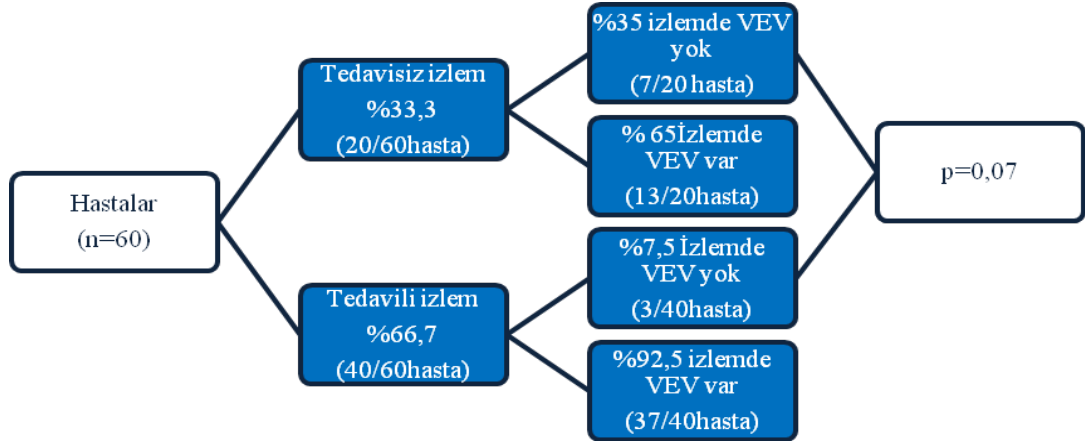 Hastalar
(n=60)
Tedavisiz izlem
%33,3
(20/60hasta)
Tedavili izlem
%66,7
(40/60hasta)
%35 izlemde VEV
yok
(7/20 hasta)
% 65İzlemde
VEV var
(13/20hasta)
%7,5 İzlemde
VEV yok
(3/40hasta)
%92,5 izlemde
VEV var
(37/40hasta)
p=0,07